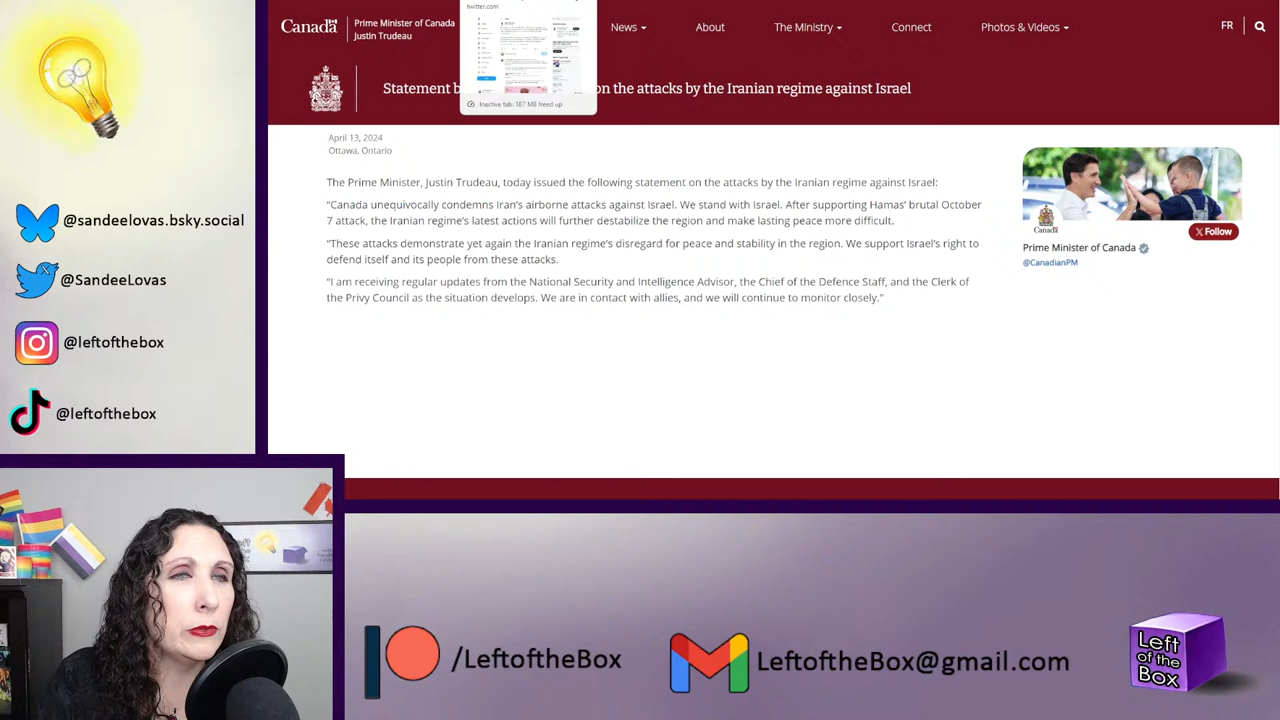 twitter.com
Inactive tab: 187 MB freed up
Canada
Prime Minister of Canada
Justin Trudeau
News
About
The Ministry
Connect
& Videos
FR
Statement b
on the attacks by the Iranian regime against Israel
April 13, 2024
Ottawa, Ontario
The Prime Minister, Justin Trudeau, today issued the following statement on the attacks by the Iranian regime against Israel:
“Canada unequivocally condemns Iran’s airborne attacks against Israel. We stand with Israel. After supporting Hamas’ brutal October
7 attack, the Iranian regime’s latest actions will further destabilize the region and make lasting peace more difficult.
“These attacks demonstrate yet again the Iranian regime’s disregard for peace and stability in the region. We support Israel’s right to
defend itself and its people from these attacks.
“I am receiving regular updates from the National Security and Intelligence Advisor, the Chief of the Defence Staff, and the Clerk of
the Privy Council as the situation develops. We are in contact with allies, and we will continue to monitor closely.”
Canada
X Follow
Prime Minister of Canada
@CanadianPM
@sandeelovas.bsky.social
@SandeeLovas
@leftofthebox
@leftofthebox
/LeftoftheBox
LeftoftheBox@gmail.com
Left
of the
Box